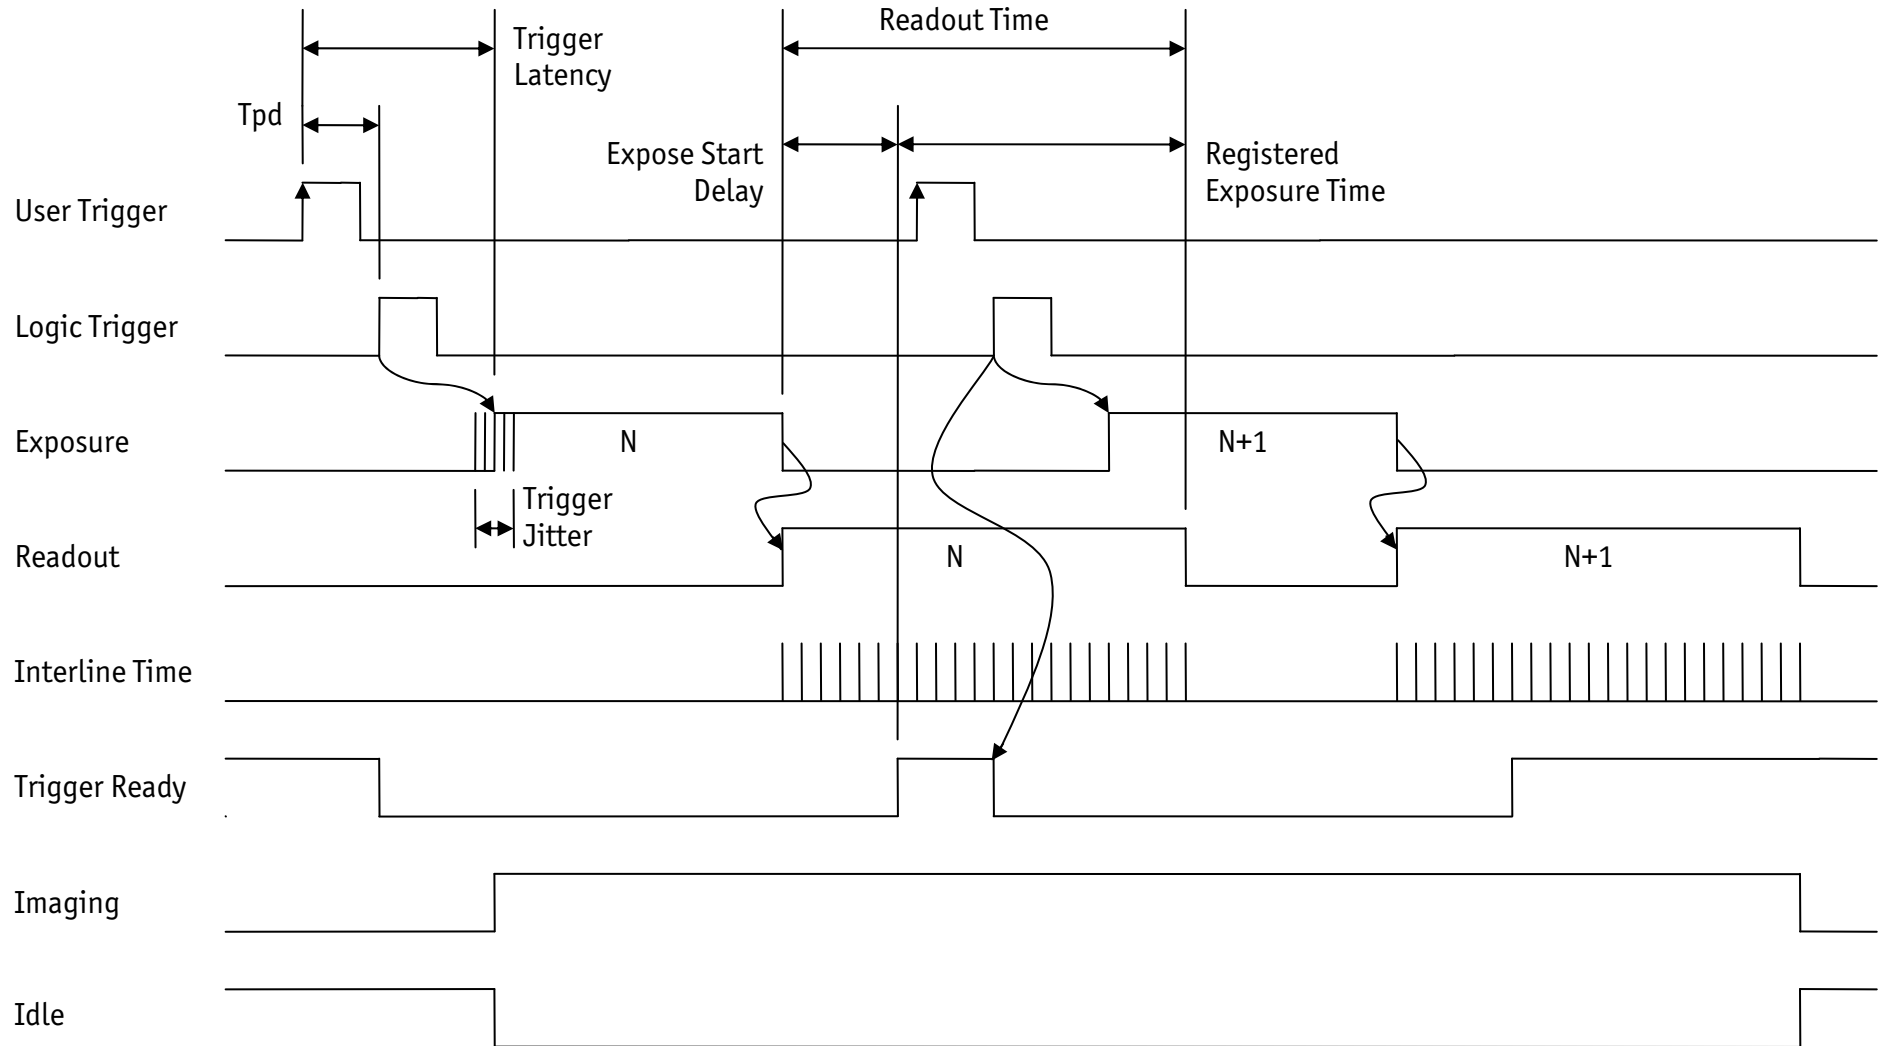 Readout Time
Trigger
Latency
Tpd
Expose Start
Delay
Registered
Exposure Time
User Trigger
Logic Trigger
Exposure
N
N+1
Trigger
Jitter
Readout
N
N+1
Interline Time
Trigger Ready
Imaging
Idle